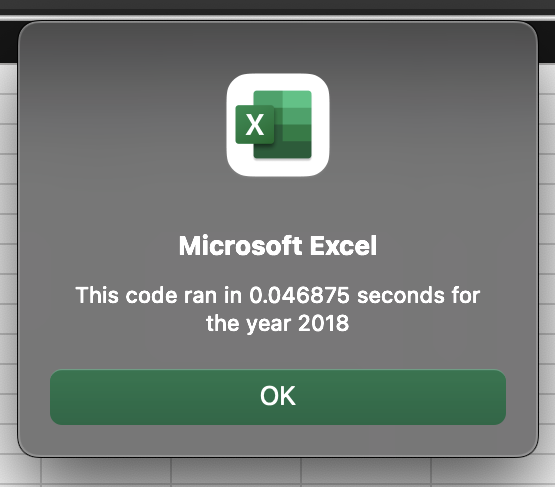 X
Microsoft Excel
This code ran in 0.046875 seconds for
the year 2018
OK